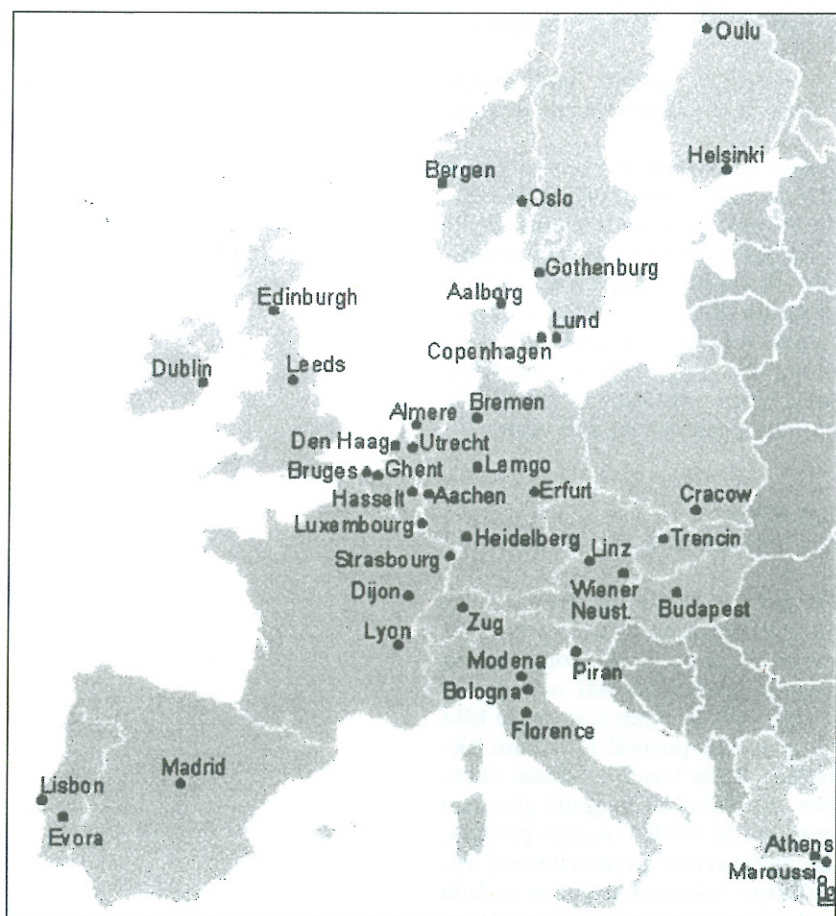 Oulu
Helsinki
Bergen
Oslo
Gothenburg
Aalborg
Edinburgh
Lund
Copenhagen
Dublin
Leeds
Almere
Bremen
Den Haag
Utrecht
Bruges
Ghent
Lemgo
Hasselt
Aachen
Erfurt
Cracow
Luxembourg
Heidelberg
Trencin
Strasbourg
Linz
Dijon
Wiener
Neust.
Budapest
Zug
Lyon
Modena
Piran
Bologna
Florence
Madrid
Lisbon
Evora
Athens
Maroussi